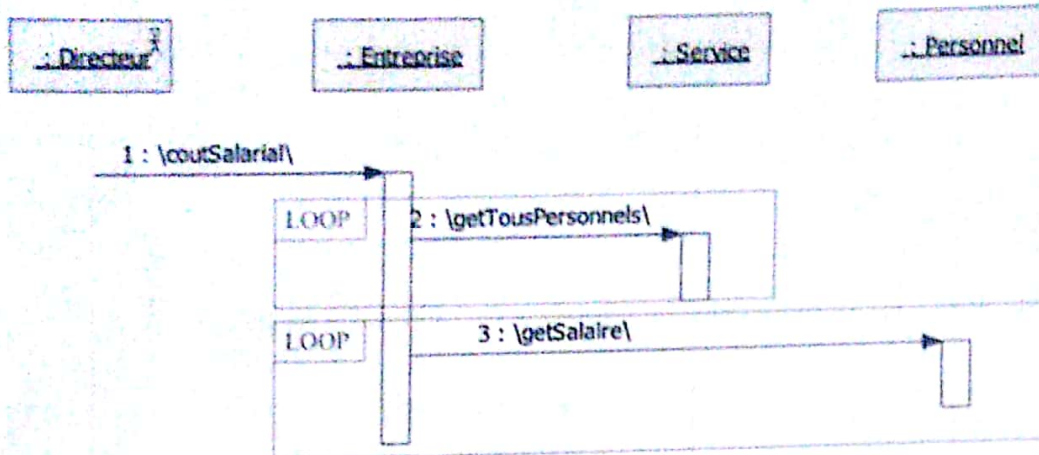 : Directeur
: Entreprise
: Service
: Personnel
1 : \coutSalarial\
LOOP
2 : \getTousPersonnels\
LOOP
3 : \getSalaire\